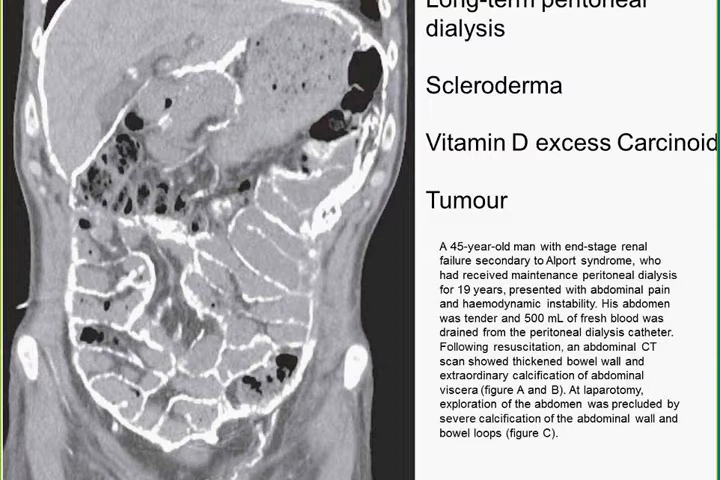 Long-term peritoneal
dialysis
Scleroderma
Vitamin D excess Carcinoid
Tumour
A 45-year-old man with end-stage renal
failure secondary to Alport syndrome, who
had received maintenance peritoneal dialysis
for 19 years, presented with abdominal pain
and haemodynamic instability. His abdomen
was tender and 500 mL of fresh blood was
drained from the peritoneal dialysis catheter.
Following resuscitation, an abdominal CT
scan showed thickened bowel wall and
extraordinary calcification of abdominal
viscera (figure A and B). At laparotomy,
exploration of the abdomen was precluded by
severe calcification of the abdominal wall and
bowel loops (figure C).